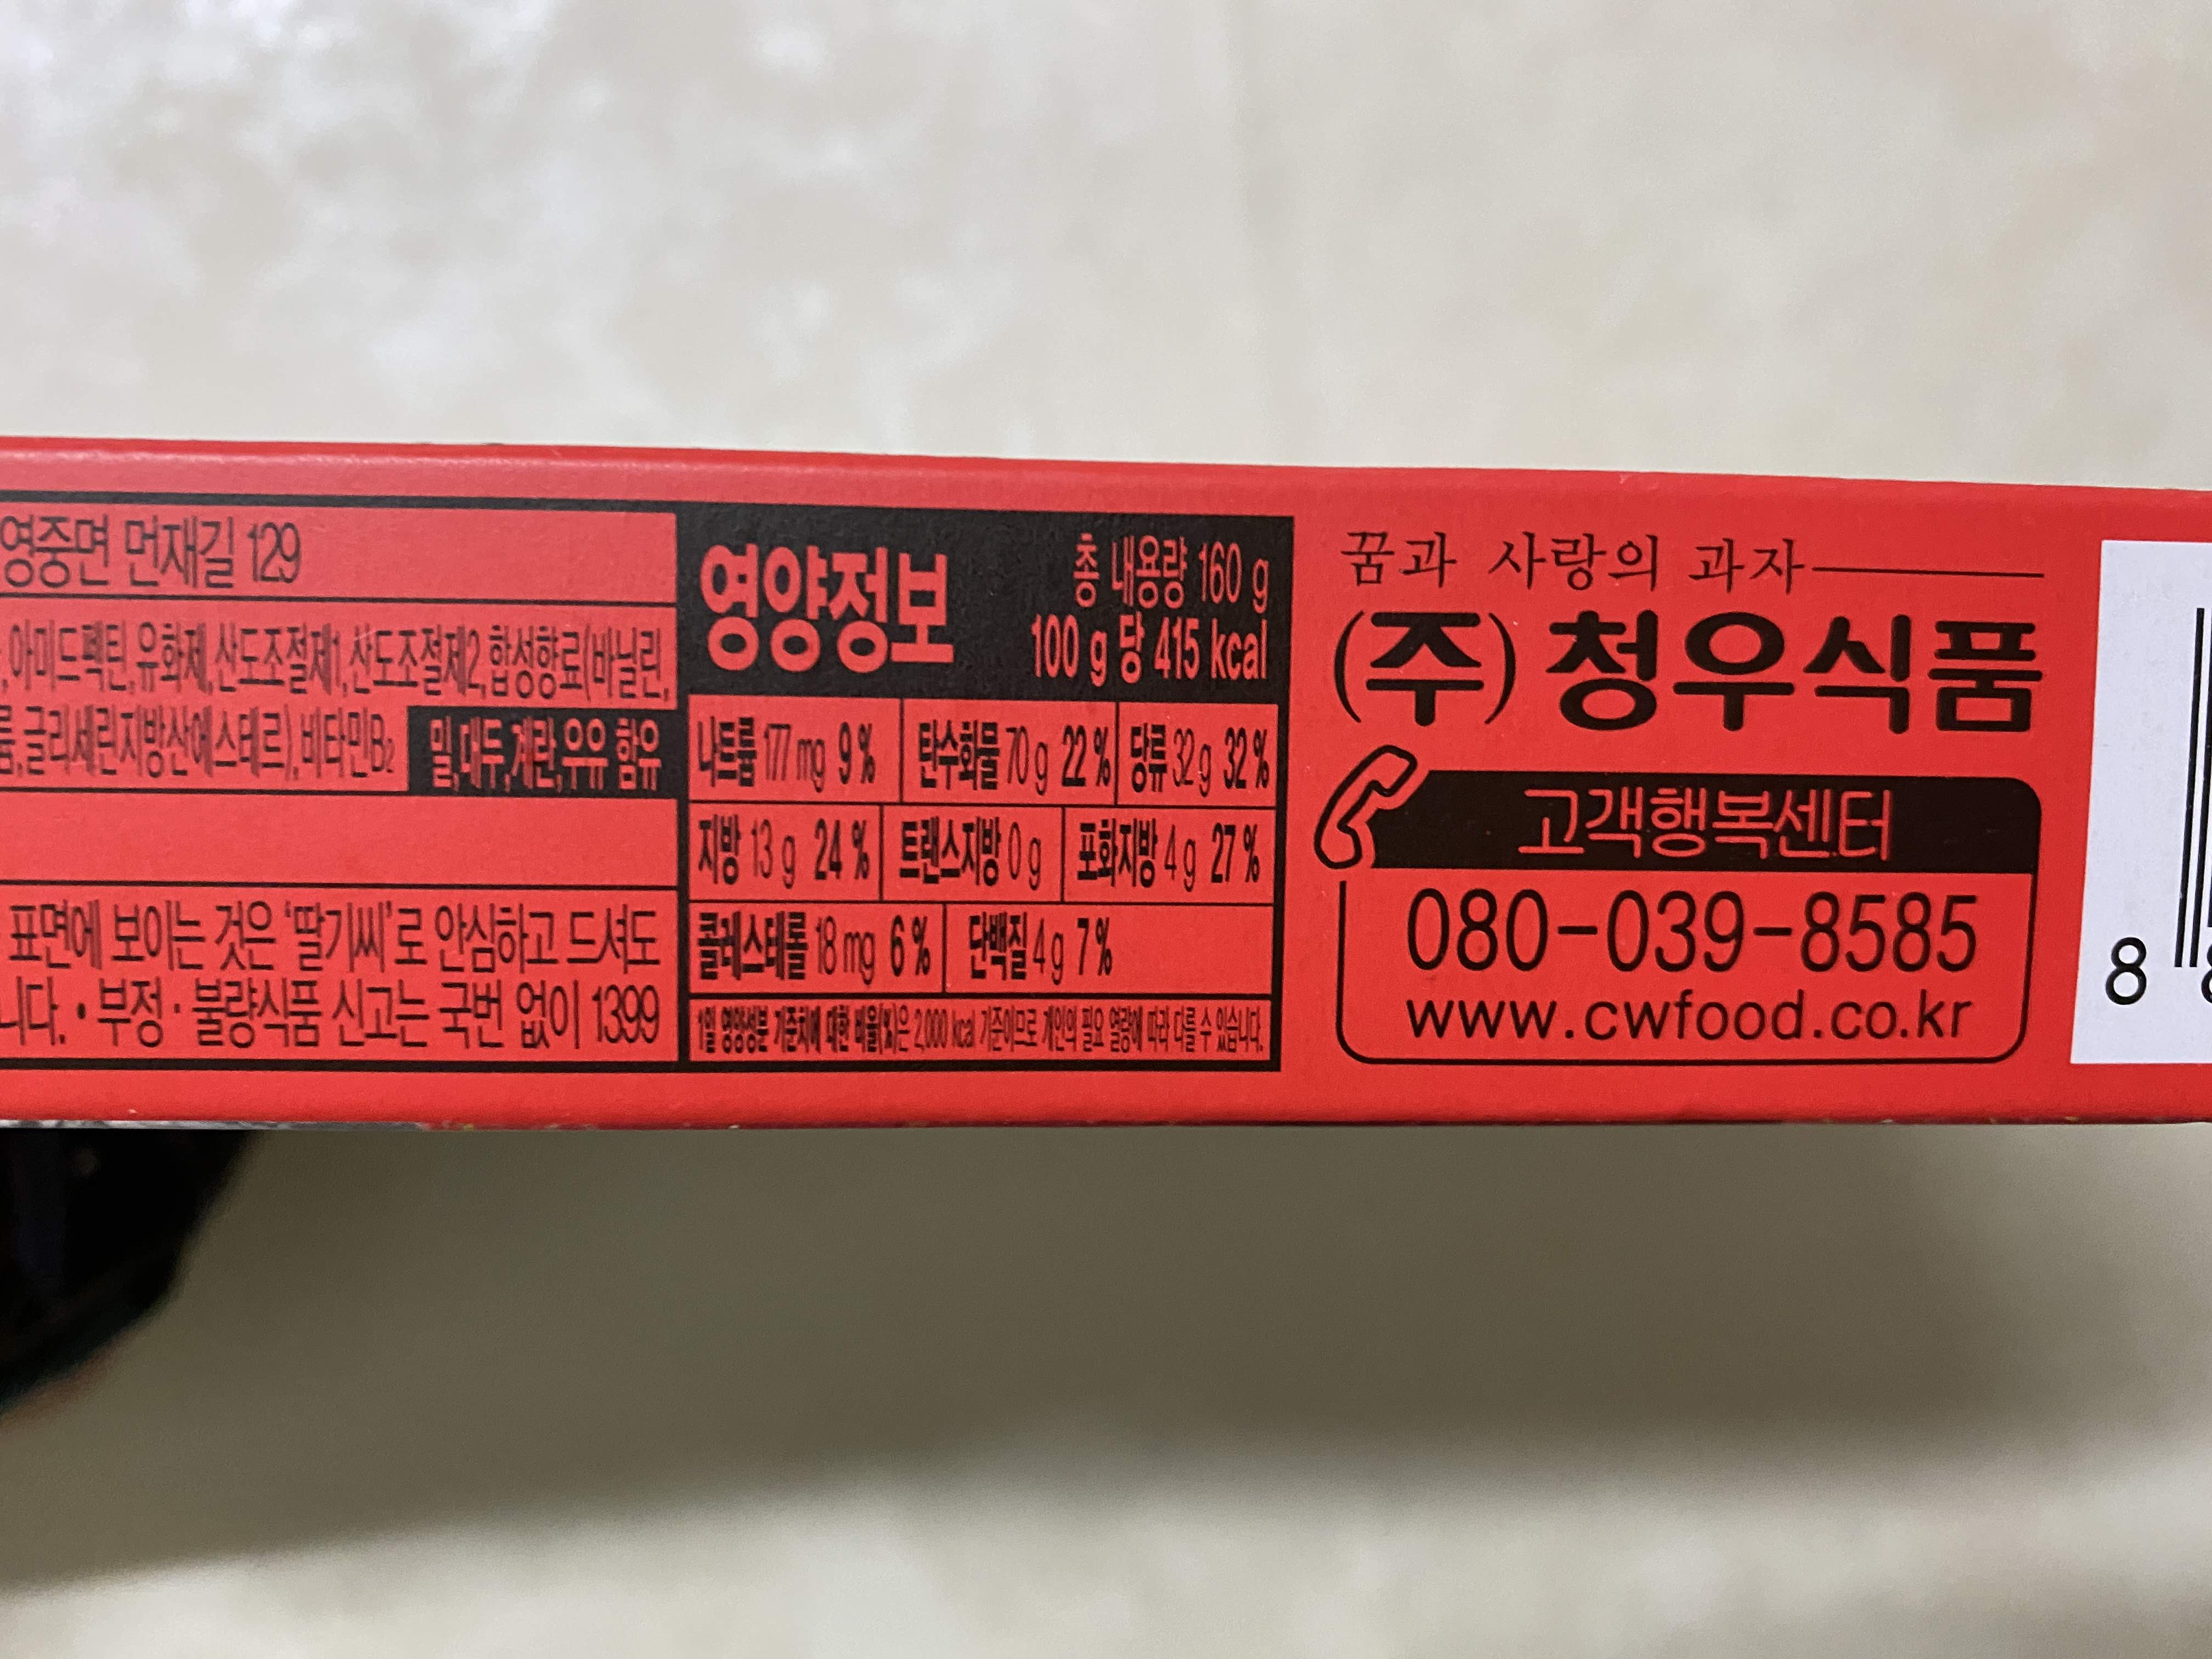 영중면 먼재길 129
,아미드펙틴,유화제,산도조절제1,산도조절제2,합성향료(바닐린,
글리세린지방산에스테르),비타민B₂ 밀,대두,계란,우유 함유
표면에 보이는 것은 '딸기씨'로 안심하고 드셔도
니다. • 부정 · 불량식품 신고는 국번 없이 1399
영양정보
총 내용량 160 g
100 g 당 415 kcal
나트륨 177 mg 9 % 탄수화물 70 g 22 % 당류 32 g 32 %
지방 13 g 24 % 트랜스지방 0 g 포화지방 4 g 27 %
콜레스테롤 18 mg 6 % 단백질 4 g 7 %
1일 영양성분 기준치에 대한 비율(%)은 2,000 kcal 기준이므로 개인의 필요 열량에 따라 다를 수 있습니다.
꿈과 사랑의 과자
(주) 청우식품
고객행복센터
080-039-8585
www.cwfood.co.kr
8